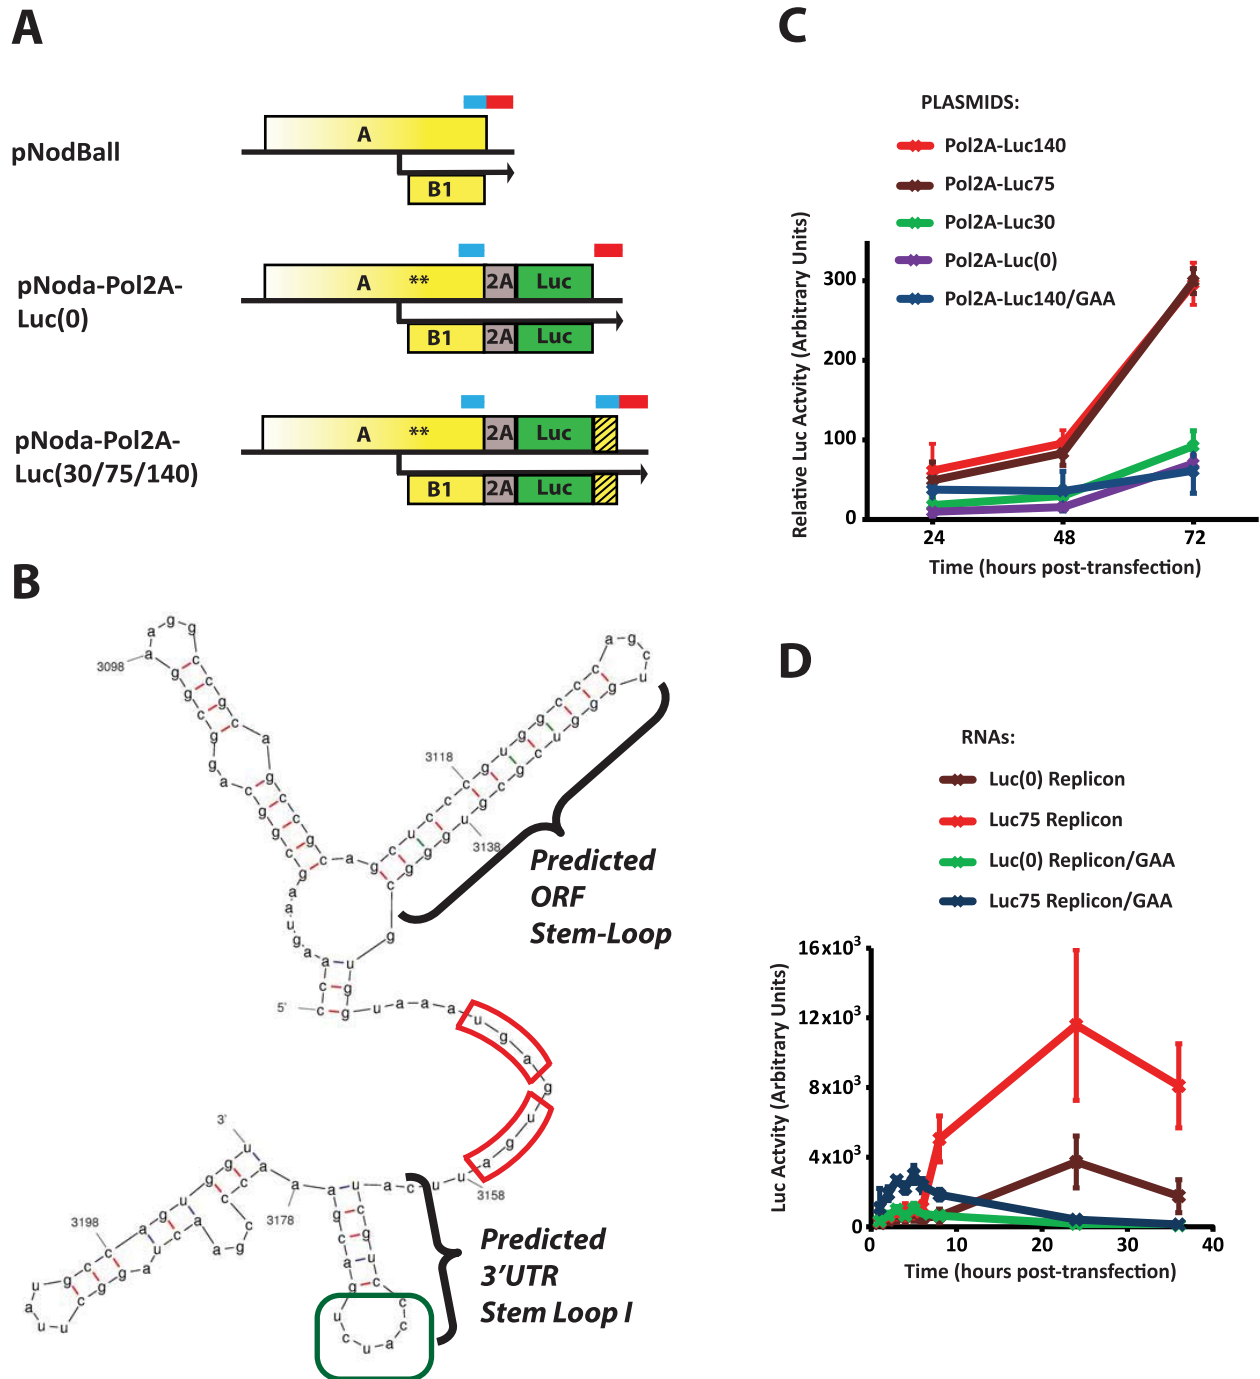 A
pNodBall
A
B1
pNoda-Pol2A-
Luc(0)
A ** 2A Luc
B1 2A Luc
pNoda-Pol2A-
Luc(30/75/140)
A ** 2A Luc
B1 2A Luc
B
3098
3118
3138
Predicted
ORF
Stem-Loop
5'
3'
3158
3178
3198
Predicted
3'UTR
Stem Loop I
C
PLASMIDS:
Pol2A-Luc140
Pol2A-Luc75
Pol2A-Luc30
Pol2A-Luc(0)
Pol2A-Luc140/GAA
Relative Luc Actvity (Arbitrary Units)
300
200
100
0
24 48 72
Time (hours post-transfection)
D
RNAs:
Luc(0) Replicon
Luc75 Replicon
Luc(0) Replicon/GAA
Luc75 Replicon/GAA
Luc Actvity (Arbitrary Units)
16x10³
12x10³
8x10³
4x10³
0
0 10 20 30 40
Time (hours post-transfection)